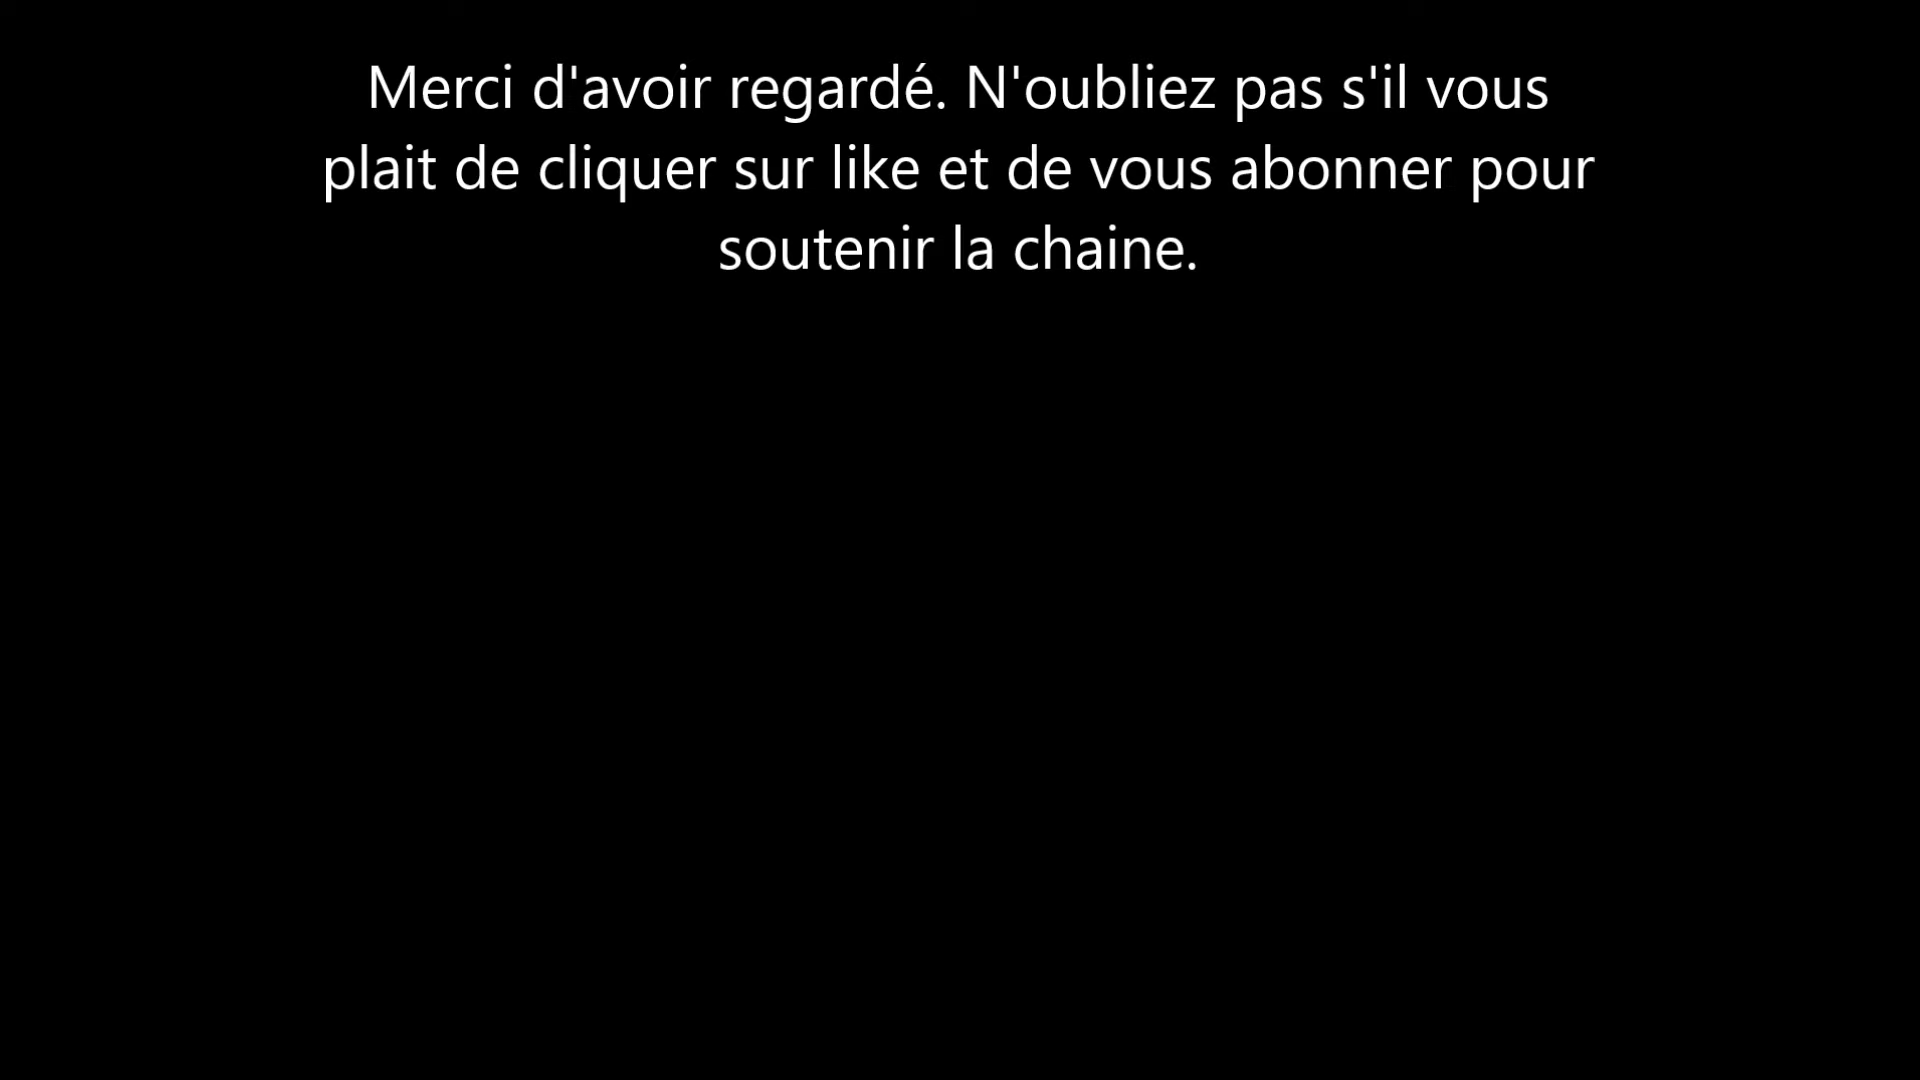 Merci d'avoir regardé. N'oubliez pas s'il vous
plait de cliquer sur like et de vous abonner pour
soutenir la chaine.